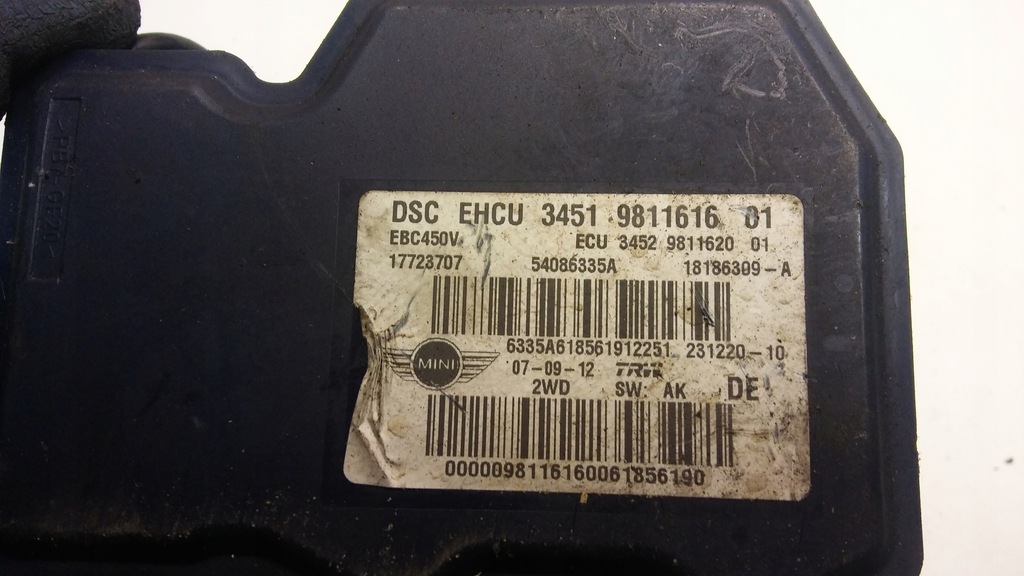 DSC EHCU 3451 9811616 01
EBC450V ECU 3452 9811620 01
17723707 54086335A 18186309-A
6335A618561912251 231220-10
MINI
07-09-12 TRW
2WD SW. AK DE
0000098116160061856190